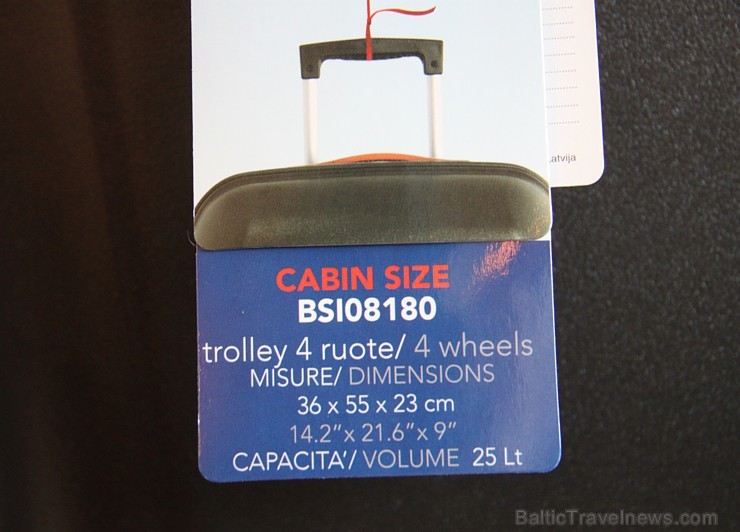 atvija
CABIN SIZE
BSI08180
trolley 4 ruote/ 4 wheels
MISURE/ DIMENSIONS
36 x 55 x 23 cm
14.2”x 21.6”x 9”
CAPACITA’/ VOLUME 25 Lt
BalticTravelnews.com